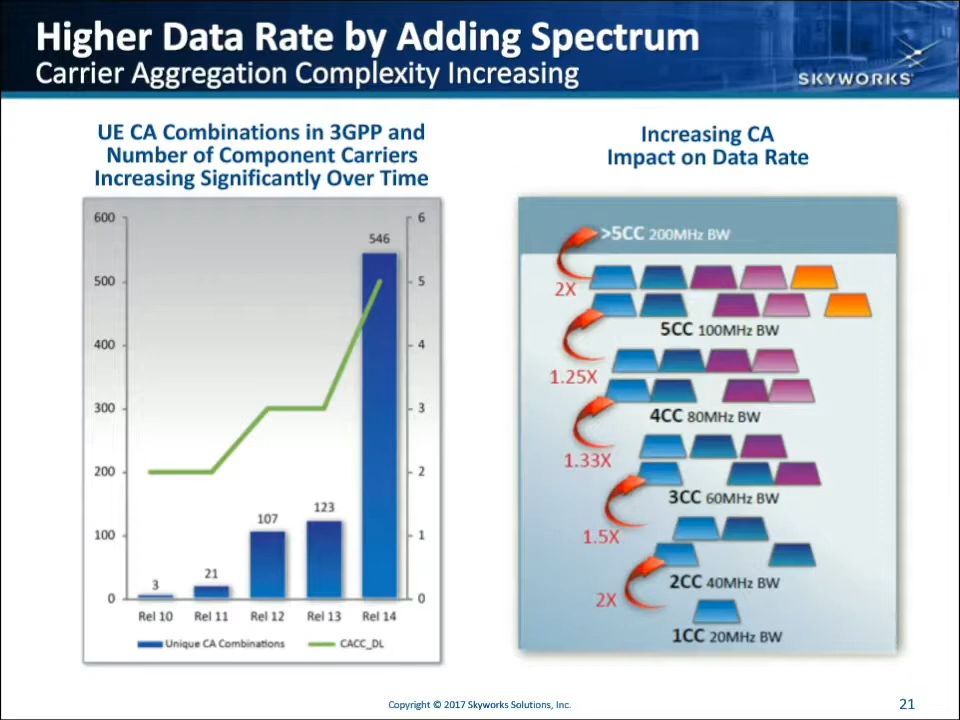 Higher Data Rate by Adding Spectrum
Carrier Aggregation Complexity Increasing
SKYWORKS®
UE CA Combinations in 3GPP and
Number of Component Carriers
Increasing Significantly Over Time
600
500
400
300
200
100
0
6
5
4
3
2
1
0
3
21
107
123
546
Rel 10
Rel 11
Rel 12
Rel 13
Rel 14
Unique CA Combinations
CACC_DL
Increasing CA
Impact on Data Rate
>5CC 200MHz BW
2X
5CC 100MHz BW
1.25X
4CC 80MHz BW
1.33X
3CC 60MHz BW
1.5X
2CC 40MHz BW
2X
1CC 20MHz BW
Copyright © 2017 Skyworks Solutions, Inc.
21